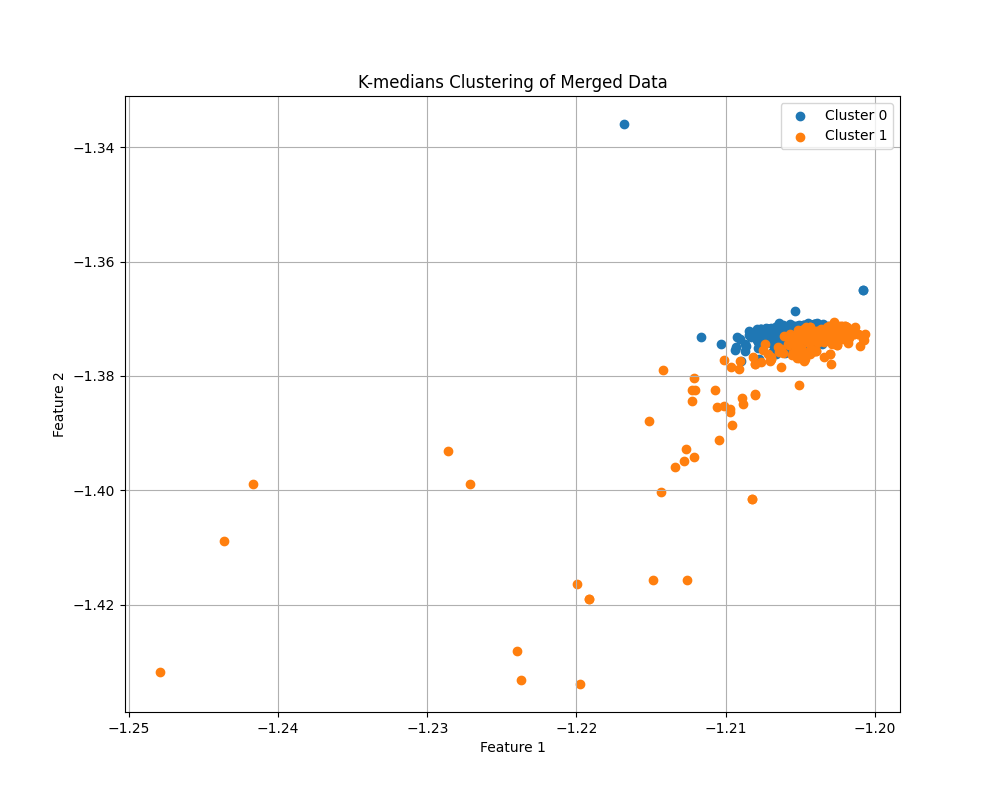 K-medians Clustering of Merged Data
Cluster 0
Cluster 1
−1.34
−1.36
−1.38
−1.40
−1.42
Feature 2
−1.25
−1.24
−1.23
−1.22
−1.21
−1.20
Feature 1